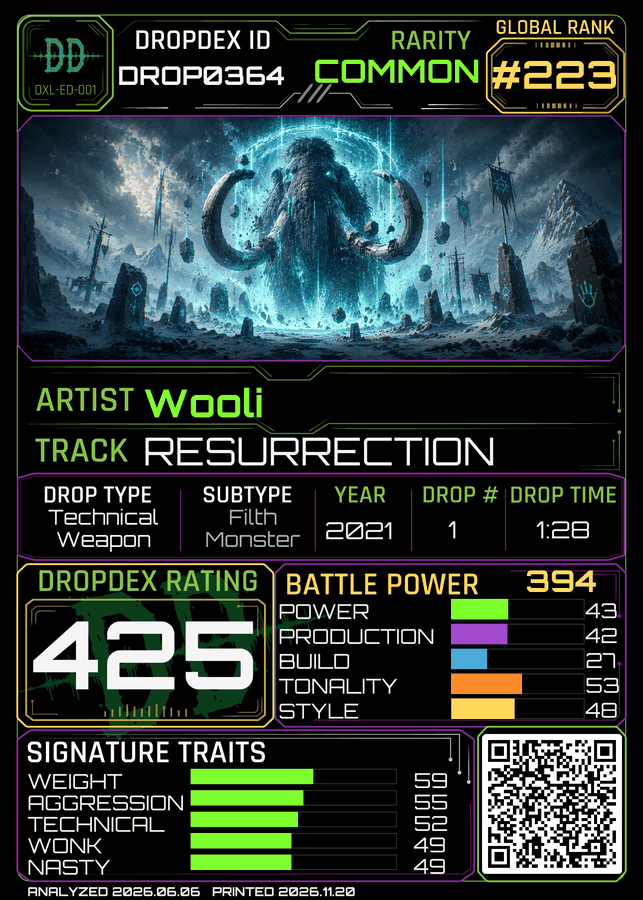 DD
DXL-ED-001
DROPDEX ID
DROP0364
RARITY
COMMON
GLOBAL RANK
#223
ARTIST Wooli
TRACK RESURRECTION
DROP TYPE
Technical
Weapon
SUBTYPE
Filth
Monster
YEAR
2021
DROP #
1
DROP TIME
1:28
DROPDEX RATING
425
BATTLE POWER 394
POWER 43
PRODUCTION 42
BUILD 27
TONALITY 53
STYLE 48
SIGNATURE TRAITS
WEIGHT 59
AGGRESSION 55
TECHNICAL 52
WONK 49
NASTY 49
ANALYZED 2026.06.06 PRINTED 2026.11.20